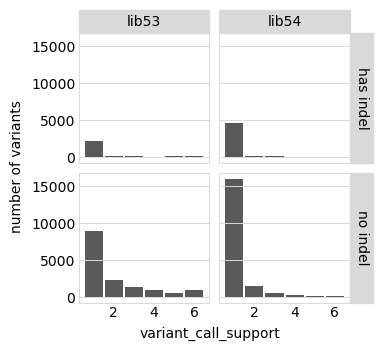 lib53 lib54
15000
10000
5000
0
has indel
number of variants
15000
10000
5000
0
no indel
2 4 6 2 4 6
variant_call_support